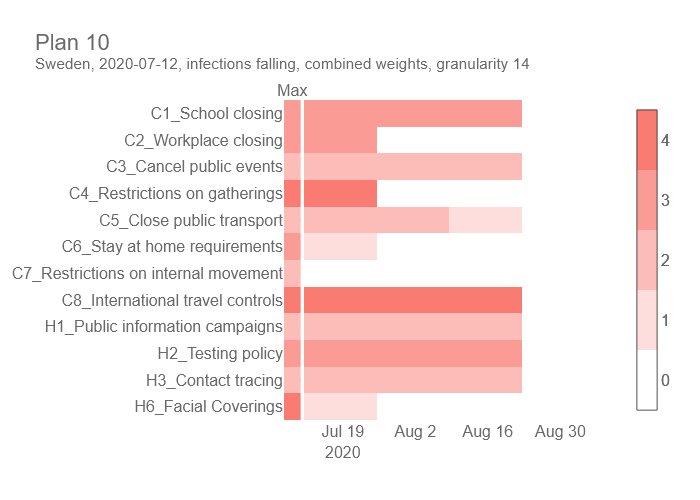 Plan 10
Sweden, 2020-07-12, infections falling, combined weights, granularity 14
Max
C1_School closing
C2_Workplace closing
C3_Cancel public events
C4_Restrictions on gatherings
C5_Close public transport
C6_Stay at home requirements
C7_Restrictions on internal movement
C8_International travel controls
H1_Public information campaigns
H2_Testing policy
H3_Contact tracing
H6_Facial Coverings
Jul 19 Aug 2 Aug 16 Aug 30
2020
4
3
2
1
0